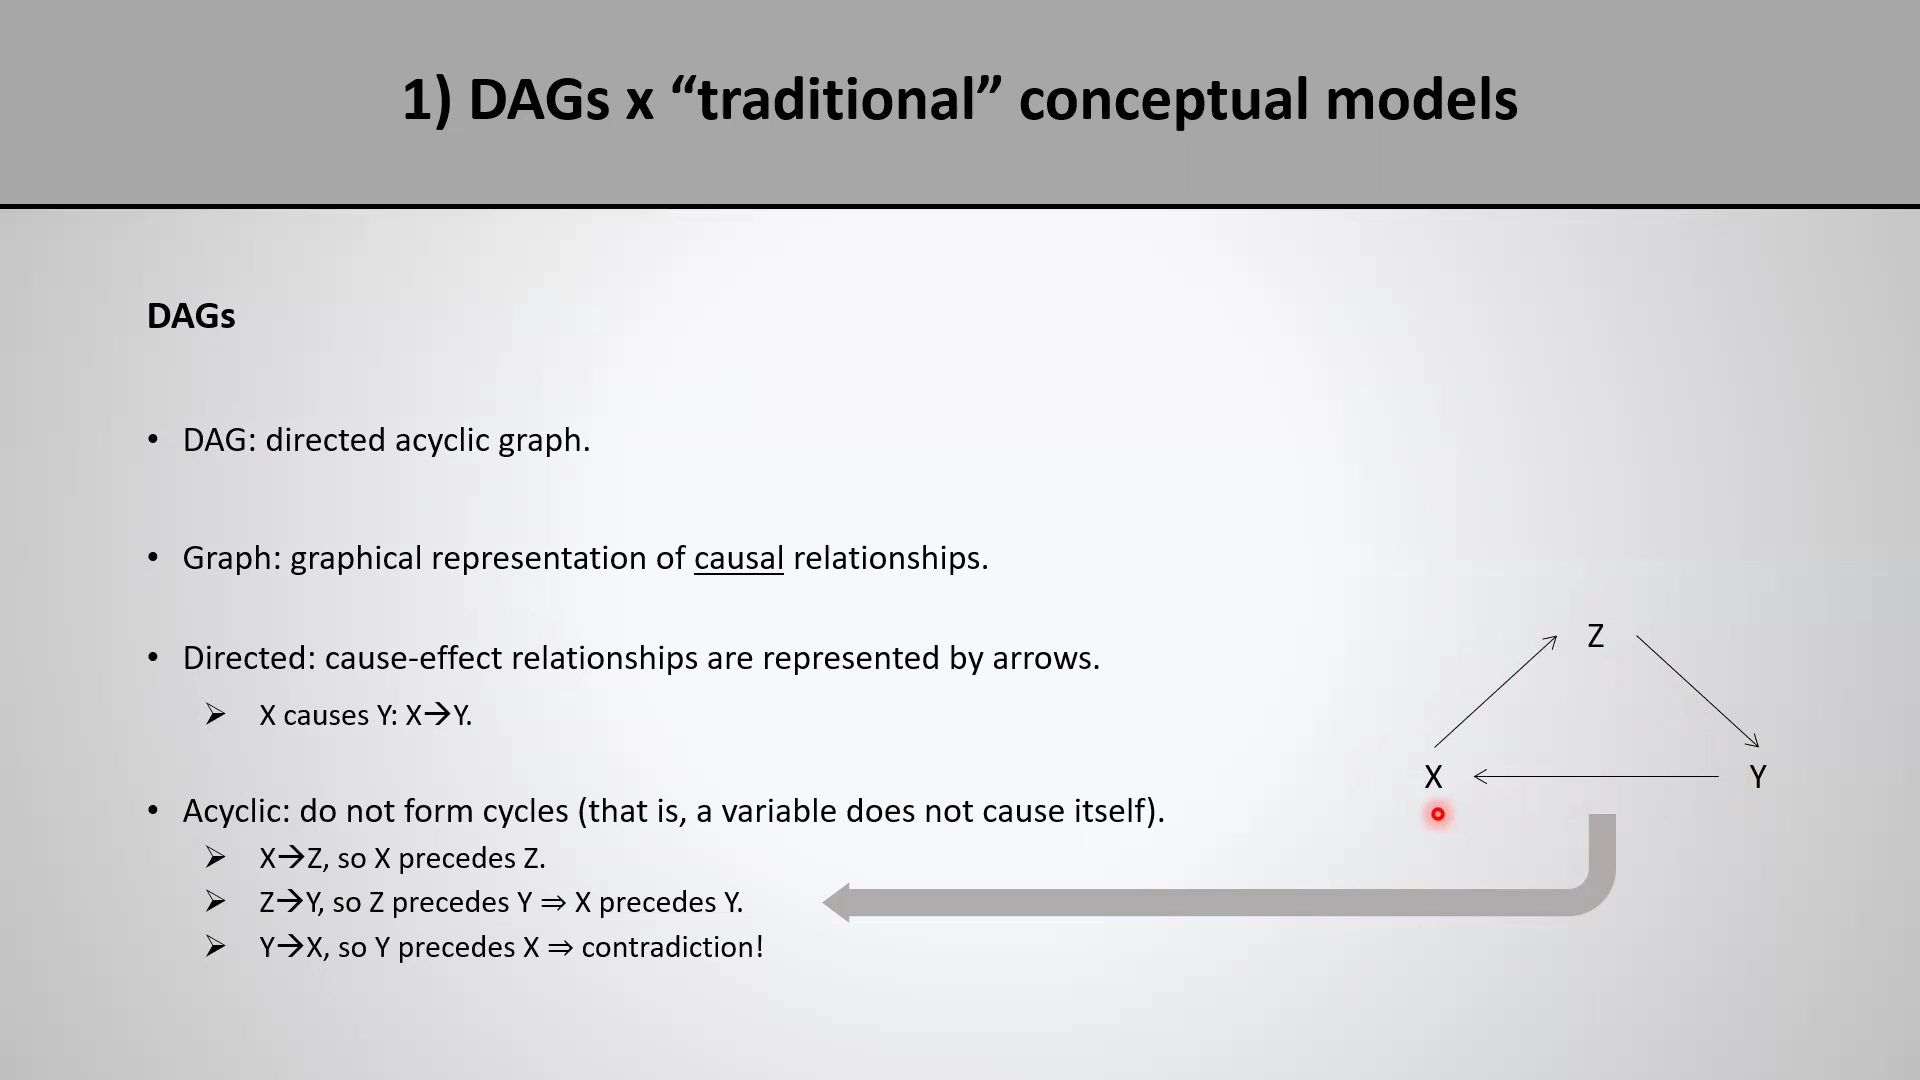 1) DAGs x “traditional” conceptual models
DAGs
• DAG: directed acyclic graph.
• Graph: graphical representation of causal relationships.
• Directed: cause-effect relationships are represented by arrows.
➢ X causes Y: X→Y.
• Acyclic: do not form cycles (that is, a variable does not cause itself).
➢ X→Z, so X precedes Z.
➢ Z→Y, so Z precedes Y ⇒ X precedes Y.
➢ Y→X, so Y precedes X ⇒ contradiction!
Z
X Y